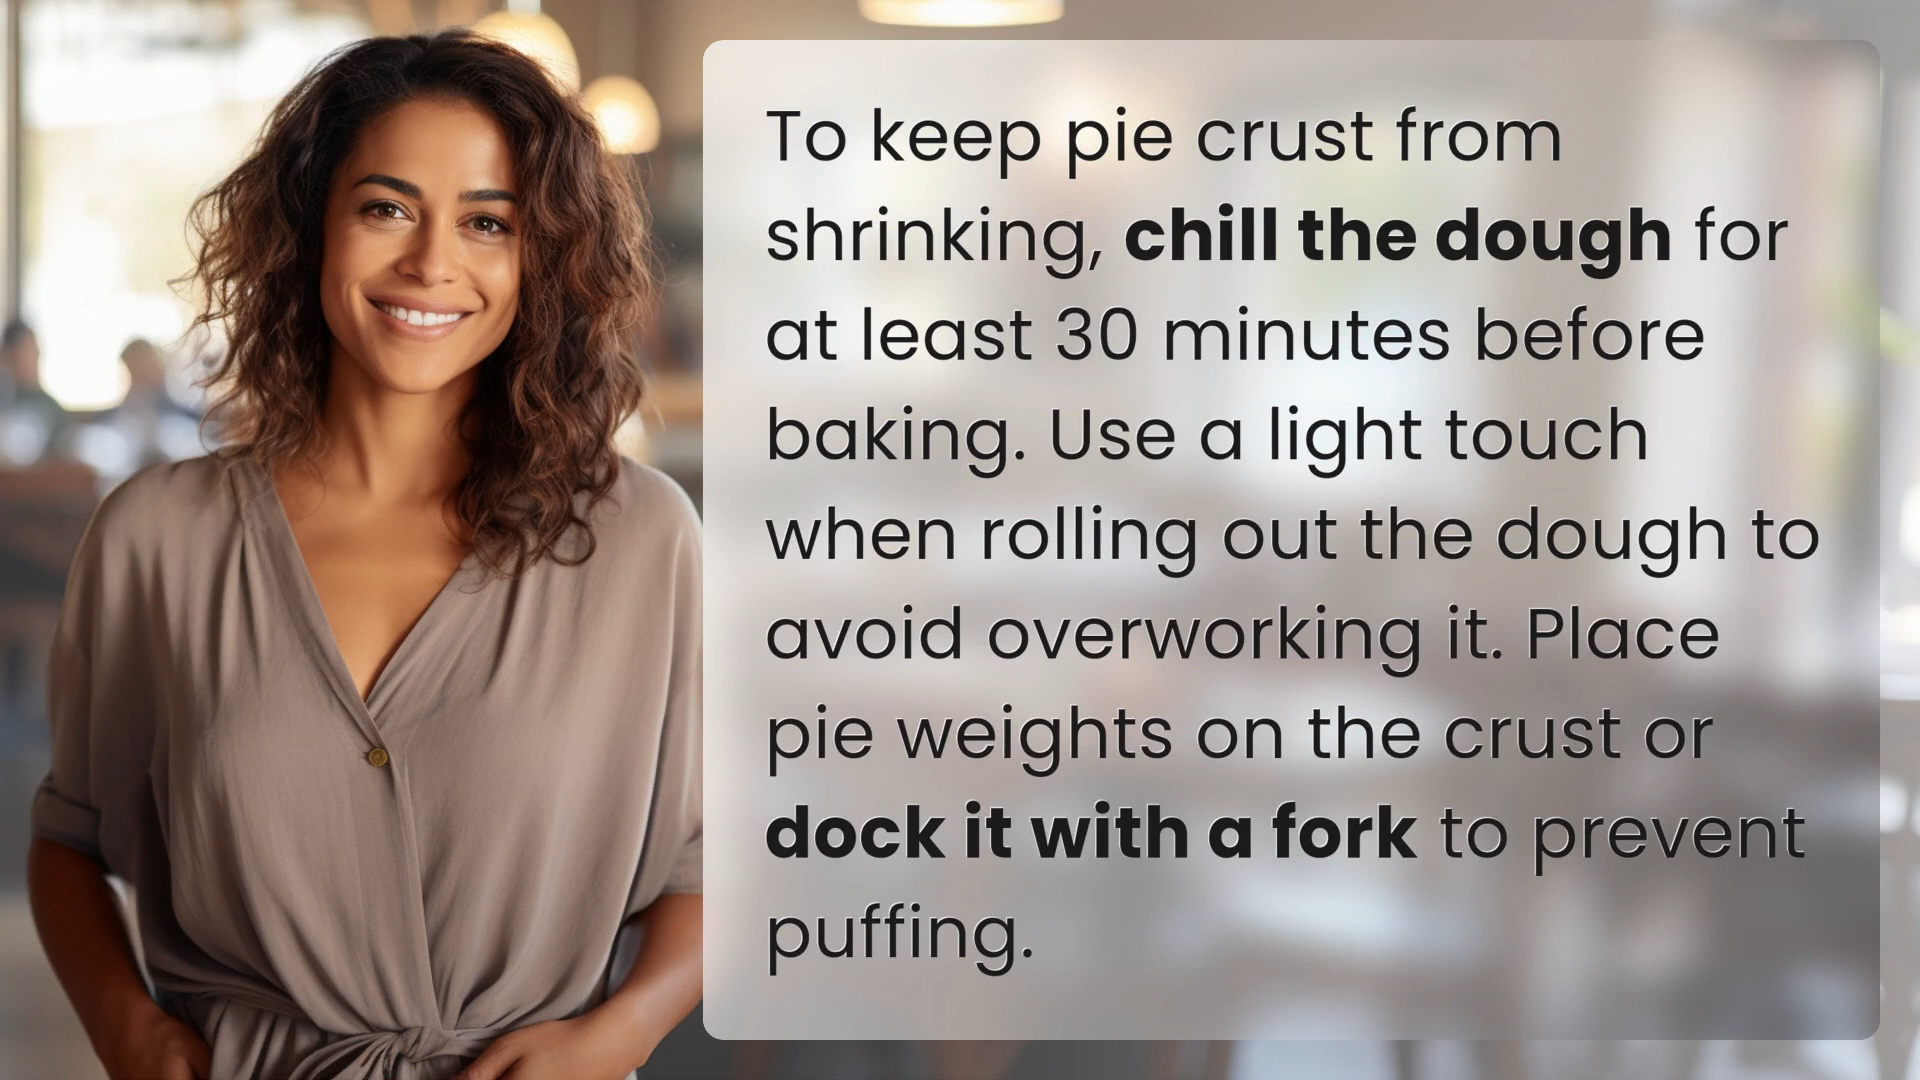 To keep pie crust from
shrinking, chill the dough for
at least 30 minutes before
baking. Use a light touch
when rolling out the dough to
avoid overworking it. Place
pie weights on the crust or
dock it with a fork to prevent
puffing.